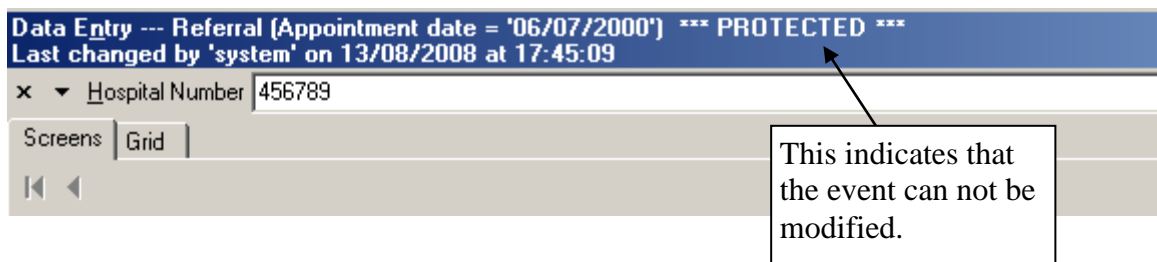 Data Entry --- Referral (Appointment date = '06/07/2000') *** PROTECTED ***
Last changed by 'system' on 13/08/2008 at 17:45:09
Hospital Number 456789
Screens Grid
This indicates that
the event can not be
modified.